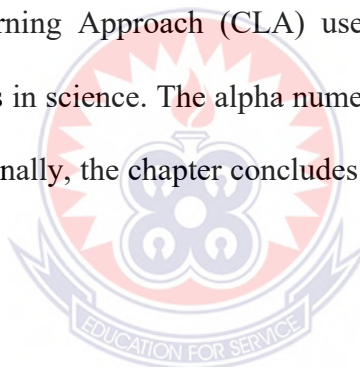 rning Approach (CLA) use
s in science. The alpha nume
nally, the chapter concludes
EDUCATION FOR SERVICE